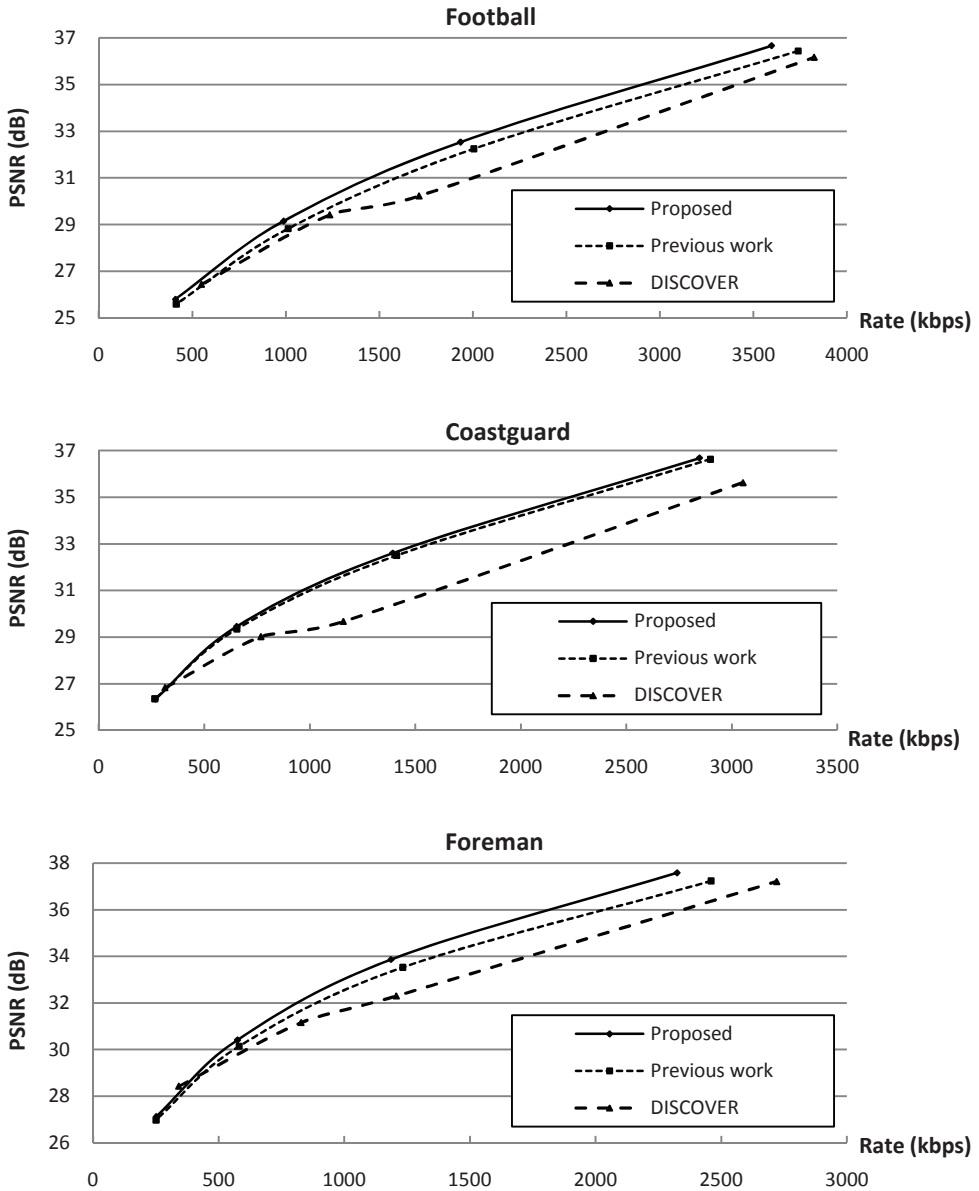 Football
37
35
33
31
29
27
25
PSNR (dB)
Proposed
Previous work
DISCOVER
Rate (kbps)
0 500 1000 1500 2000 2500 3000 3500 4000
Coastguard
37
35
33
31
29
27
25
PSNR (dB)
Proposed
Previous work
DISCOVER
Rate (kbps)
0 500 1000 1500 2000 2500 3000 3500
Foreman
38
36
34
32
30
28
26
PSNR (dB)
Proposed
Previous work
DISCOVER
Rate (kbps)
0 500 1000 1500 2000 2500 3000